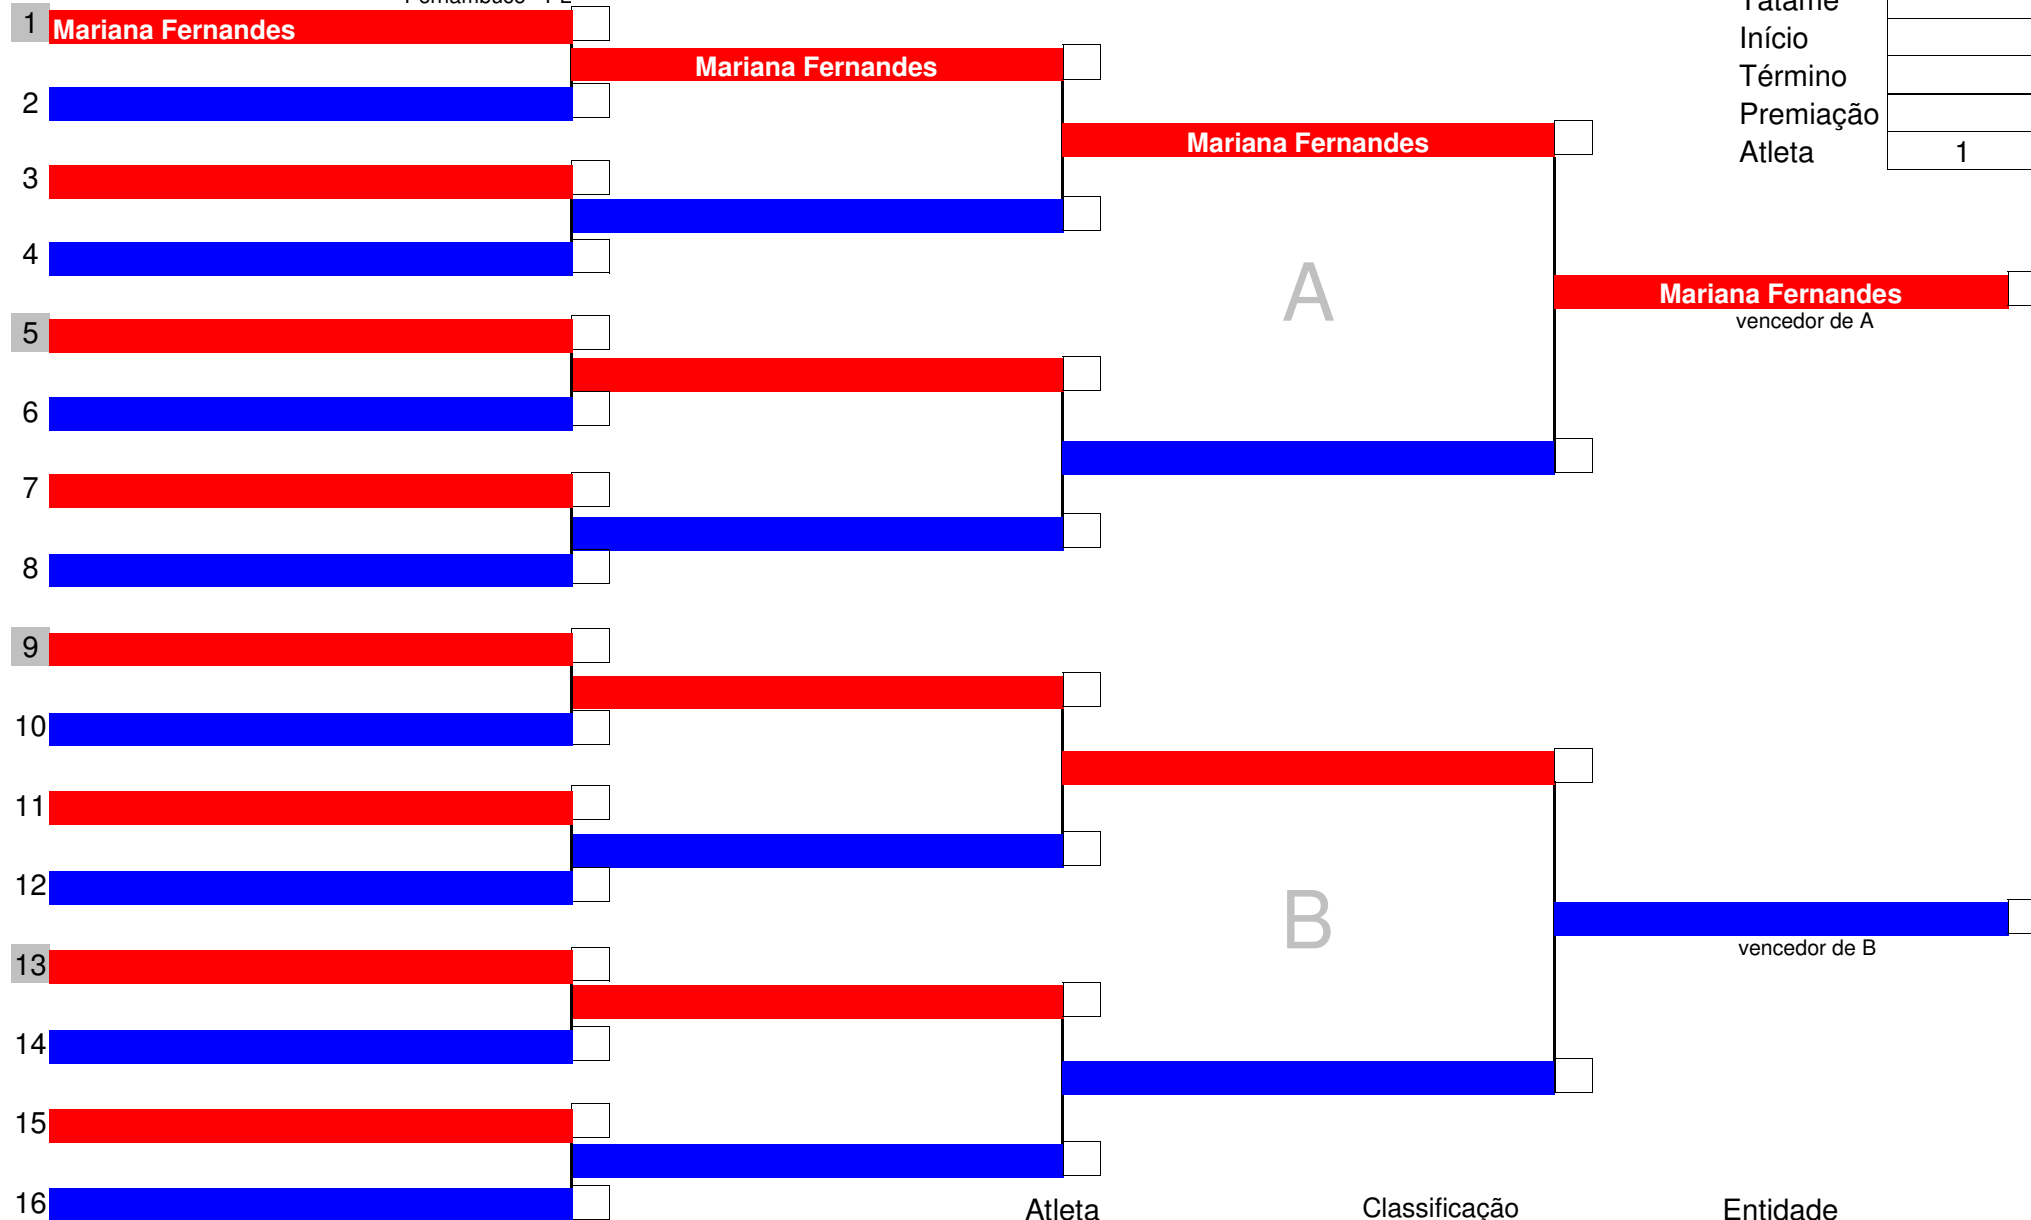 1 Mariana Fernandes
Mariana Fernandes
2
Mariana Fernandes
3
4
5
6
7
8
A
Mariana Fernandes
vencedor de A
9
10
11
12
13
14
15
16
B
vencedor de B
Início
Término
Premiação
Atleta 1
Atleta Classificação Entidade